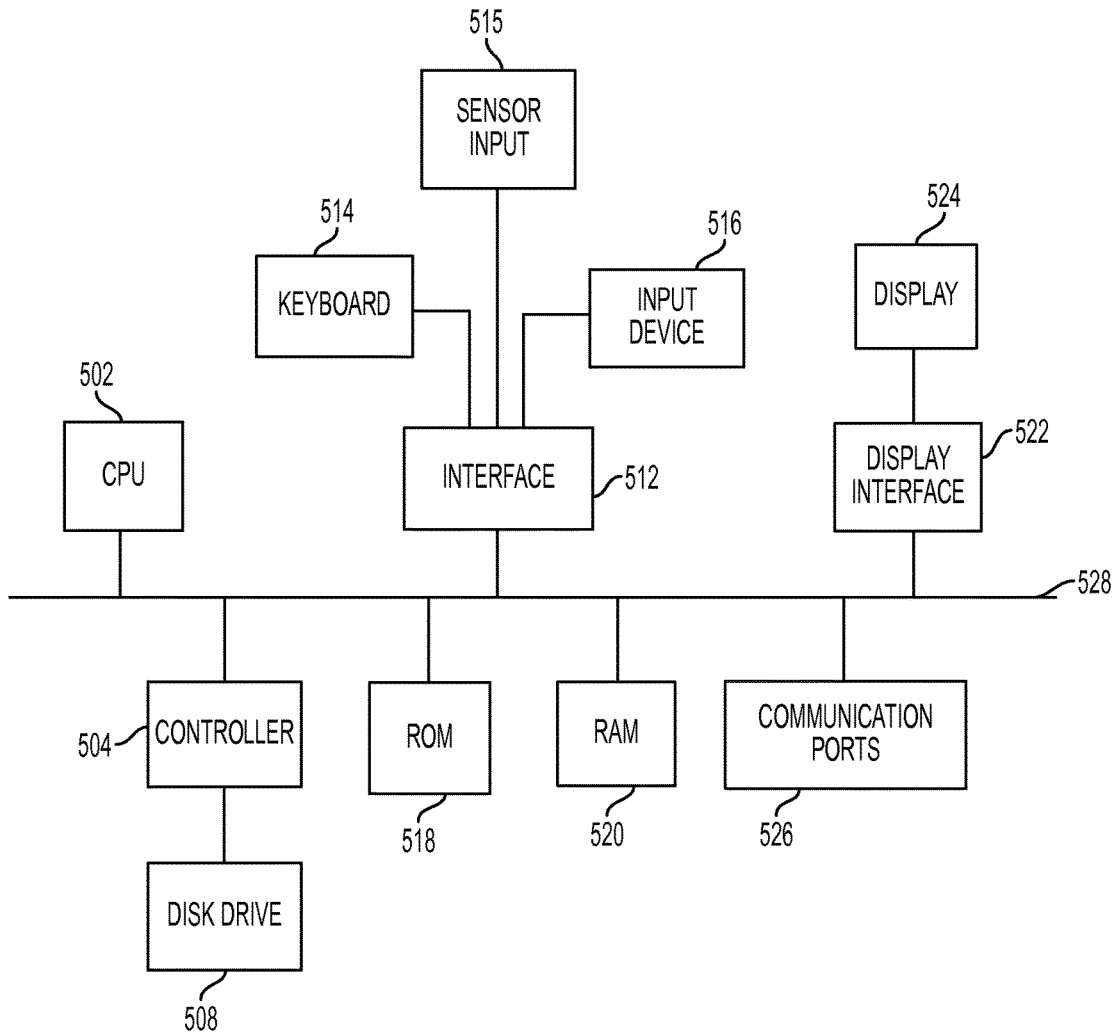 515
SENSOR
INPUT
514
KEYBOARD
516
INPUT
DEVICE
524
DISPLAY
502
CPU
INTERFACE
512
DISPLAY
INTERFACE
522
528
504
CONTROLLER
ROM
518
RAM
520
COMMUNICATION
PORTS
526
DISK DRIVE
508